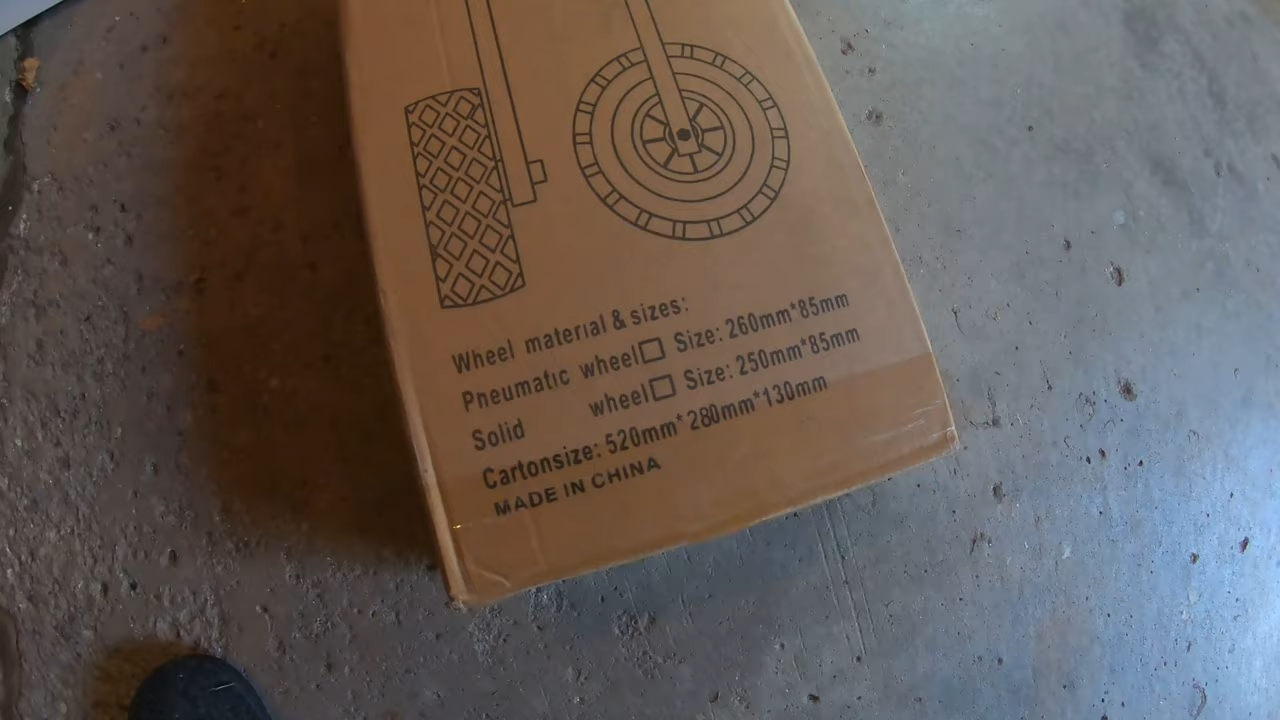 Wheel material & sizes:
Pneumatic wheel□ Size: 260mm*85mm
Solid wheel□ Size: 250mm*85mm
Cartonsize: 520mm*280mm*130mm
MADE IN CHINA